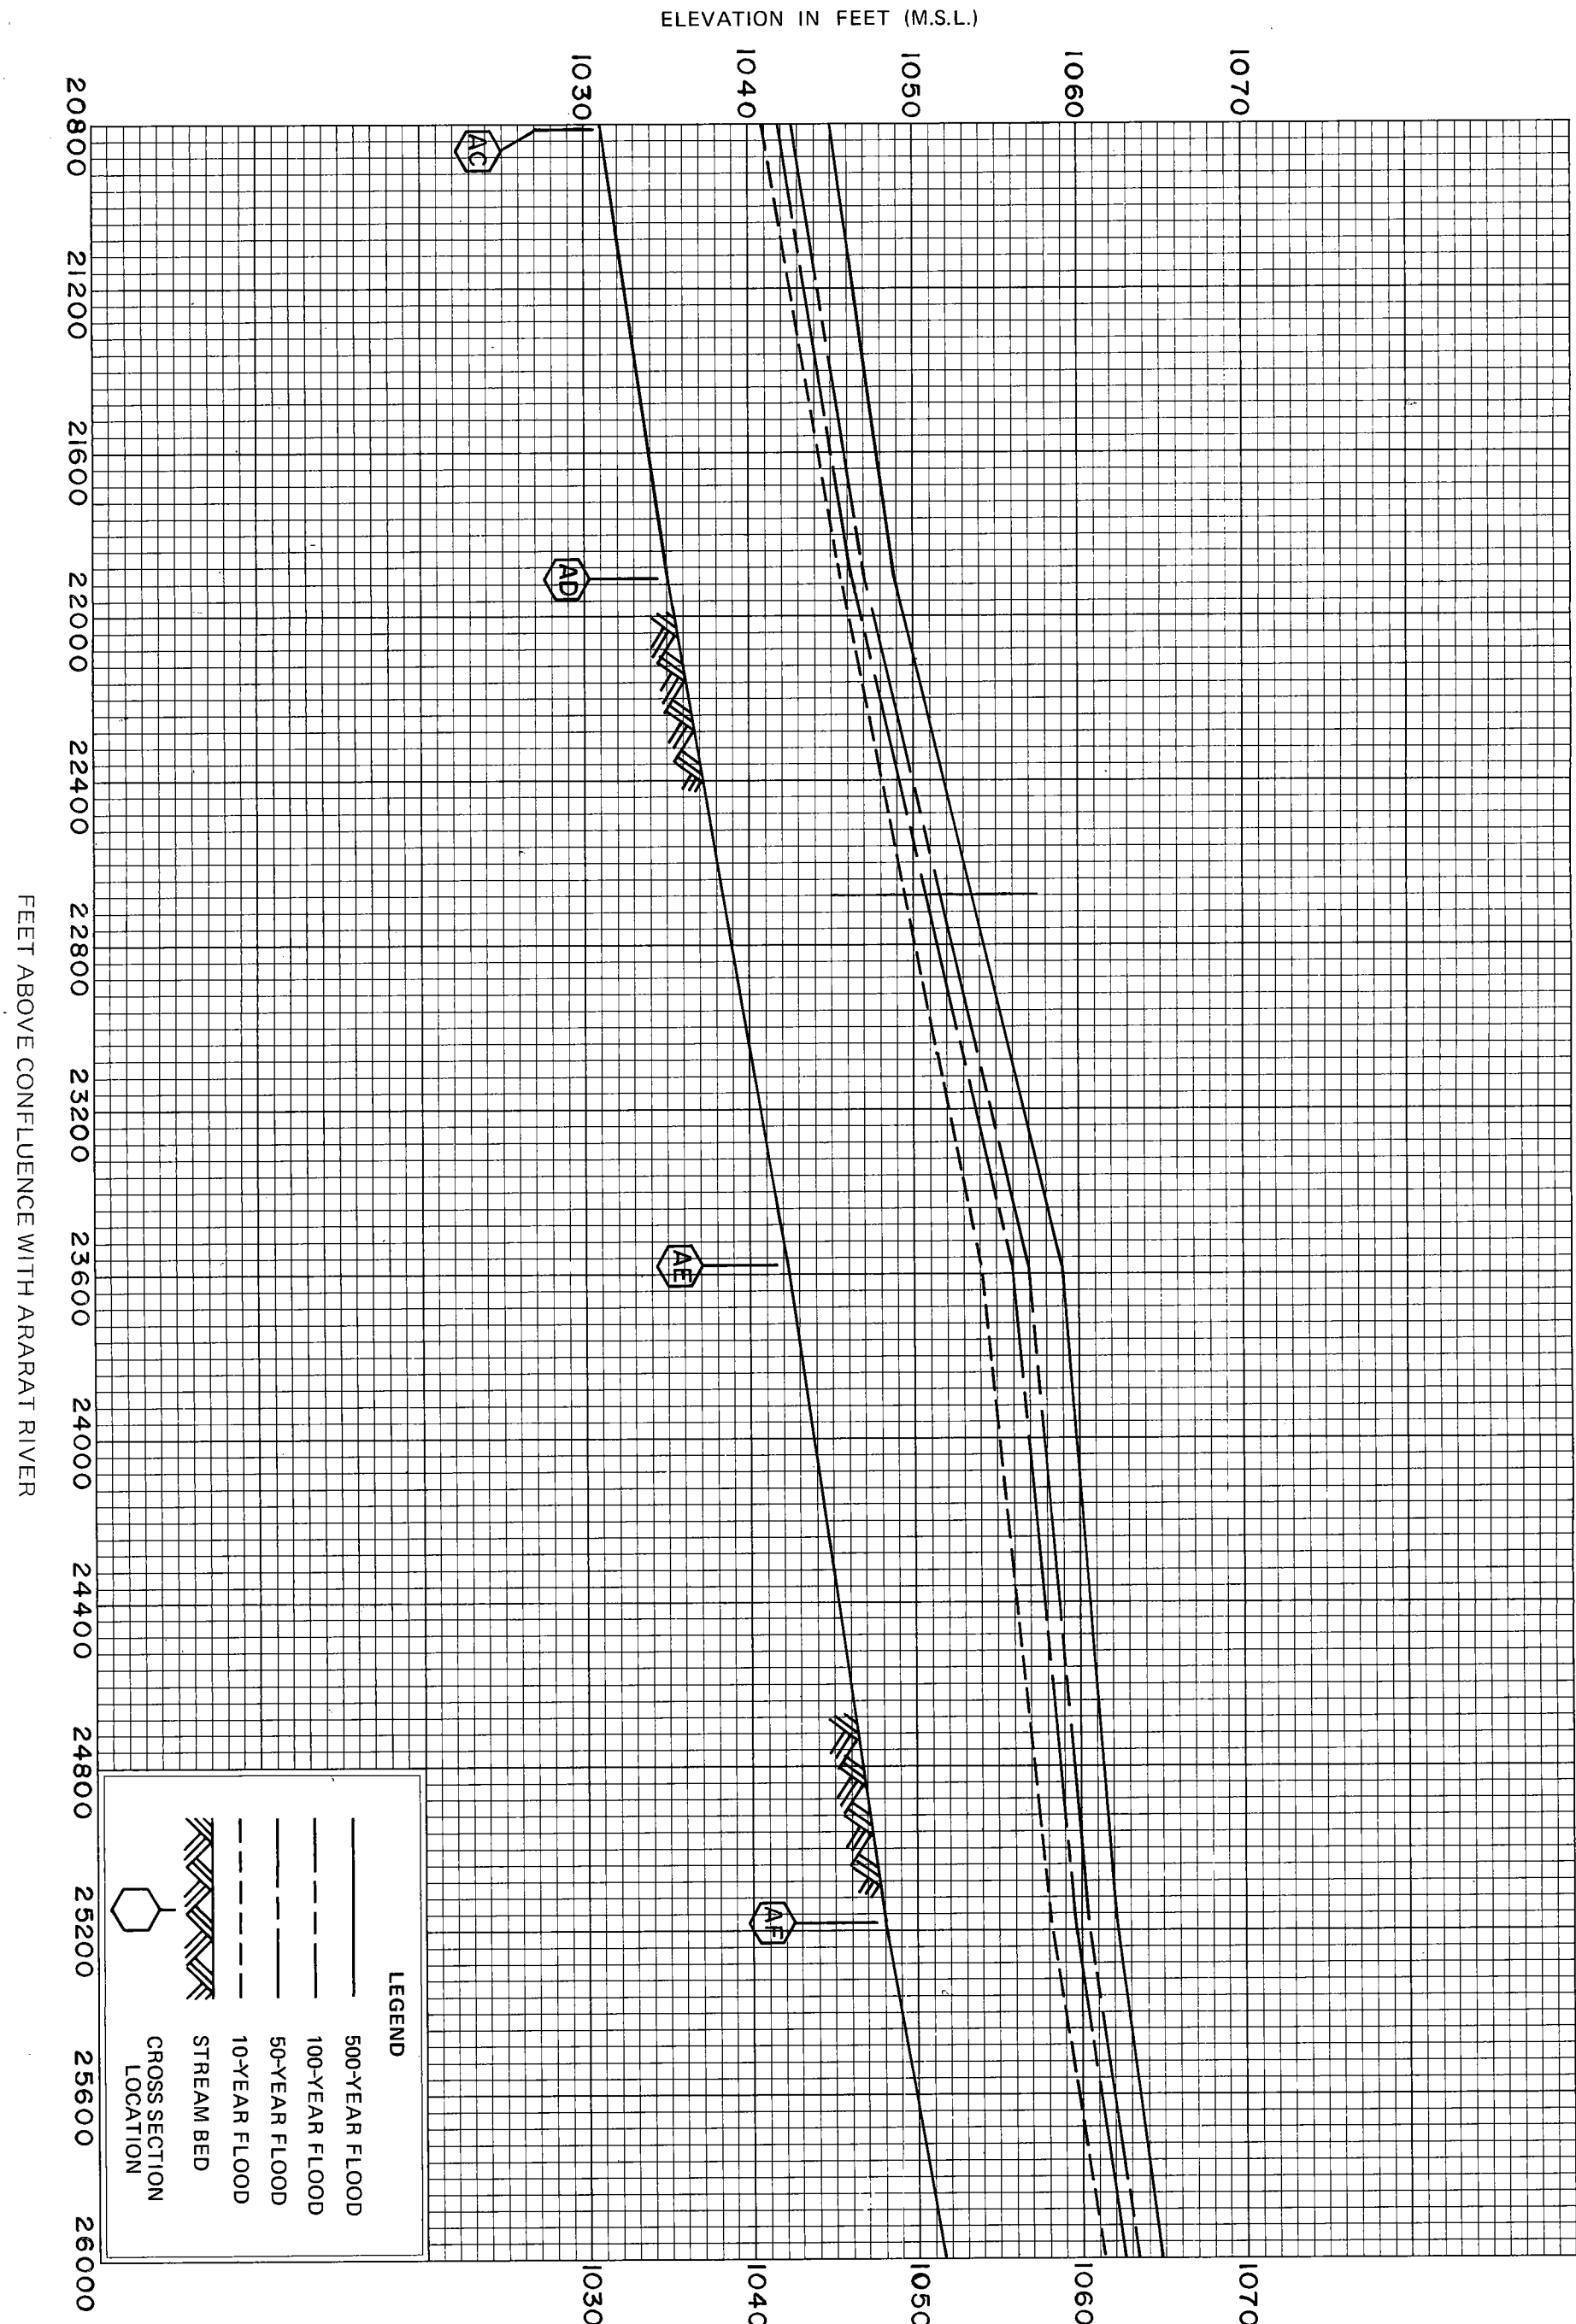 ELEVATION IN FEET (M.S.L.)
1070
1060
1050
1040
1030
1070
1060
1050
1040
1030
AC
AD
AE
AF
20800
21200
21600
22000
22400
22800
23200
23600
24000
24400
24800
25200
25600
26000
FEET ABOVE CONFLUENCE WITH ARARAT RIVER
LEGEND
500-YEAR FLOOD
100-YEAR FLOOD
50-YEAR FLOOD
10-YEAR FLOOD
STREAM BED
CROSS SECTION
LOCATION